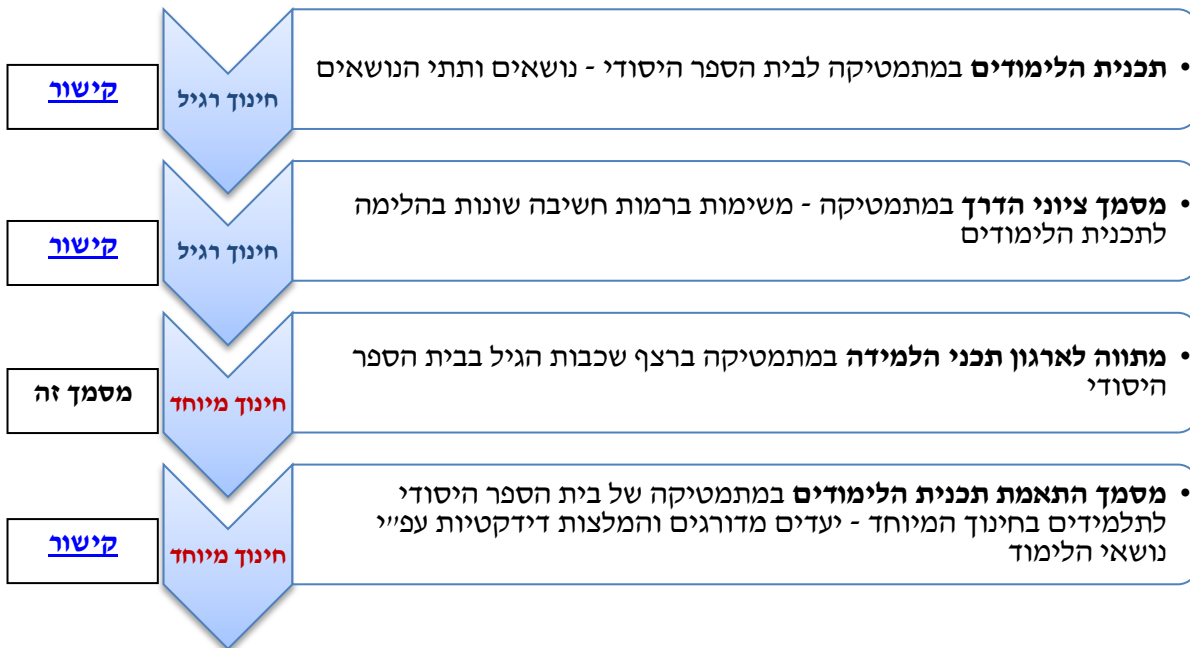 • תכנית הלימודים במתמטיקה לבית הספר היסודי - נושאים ותתי הנושאים
חינוך רגיל
קישור
• מסמך ציוני הדרך במתמטיקה - משימות ברמות חשיבה שונות בהלימה
לתכנית הלימודים
חינוך רגיל
קישור
• מתווה לארגון תכני הלמידה במתמטיקה ברצף שכבות הגיל בבית הספר
היסודי
חינוך מיוחד
מסמך זה
• מסמך התאמת תכנית הלימודים במתמטיקה של בית הספר היסודי
לתלמידים בחינוך המיוחד - יעדים מדורגים והמלצות דידקטיות עפ"י
נושאי הלימוד
חינוך מיוחד
קישור